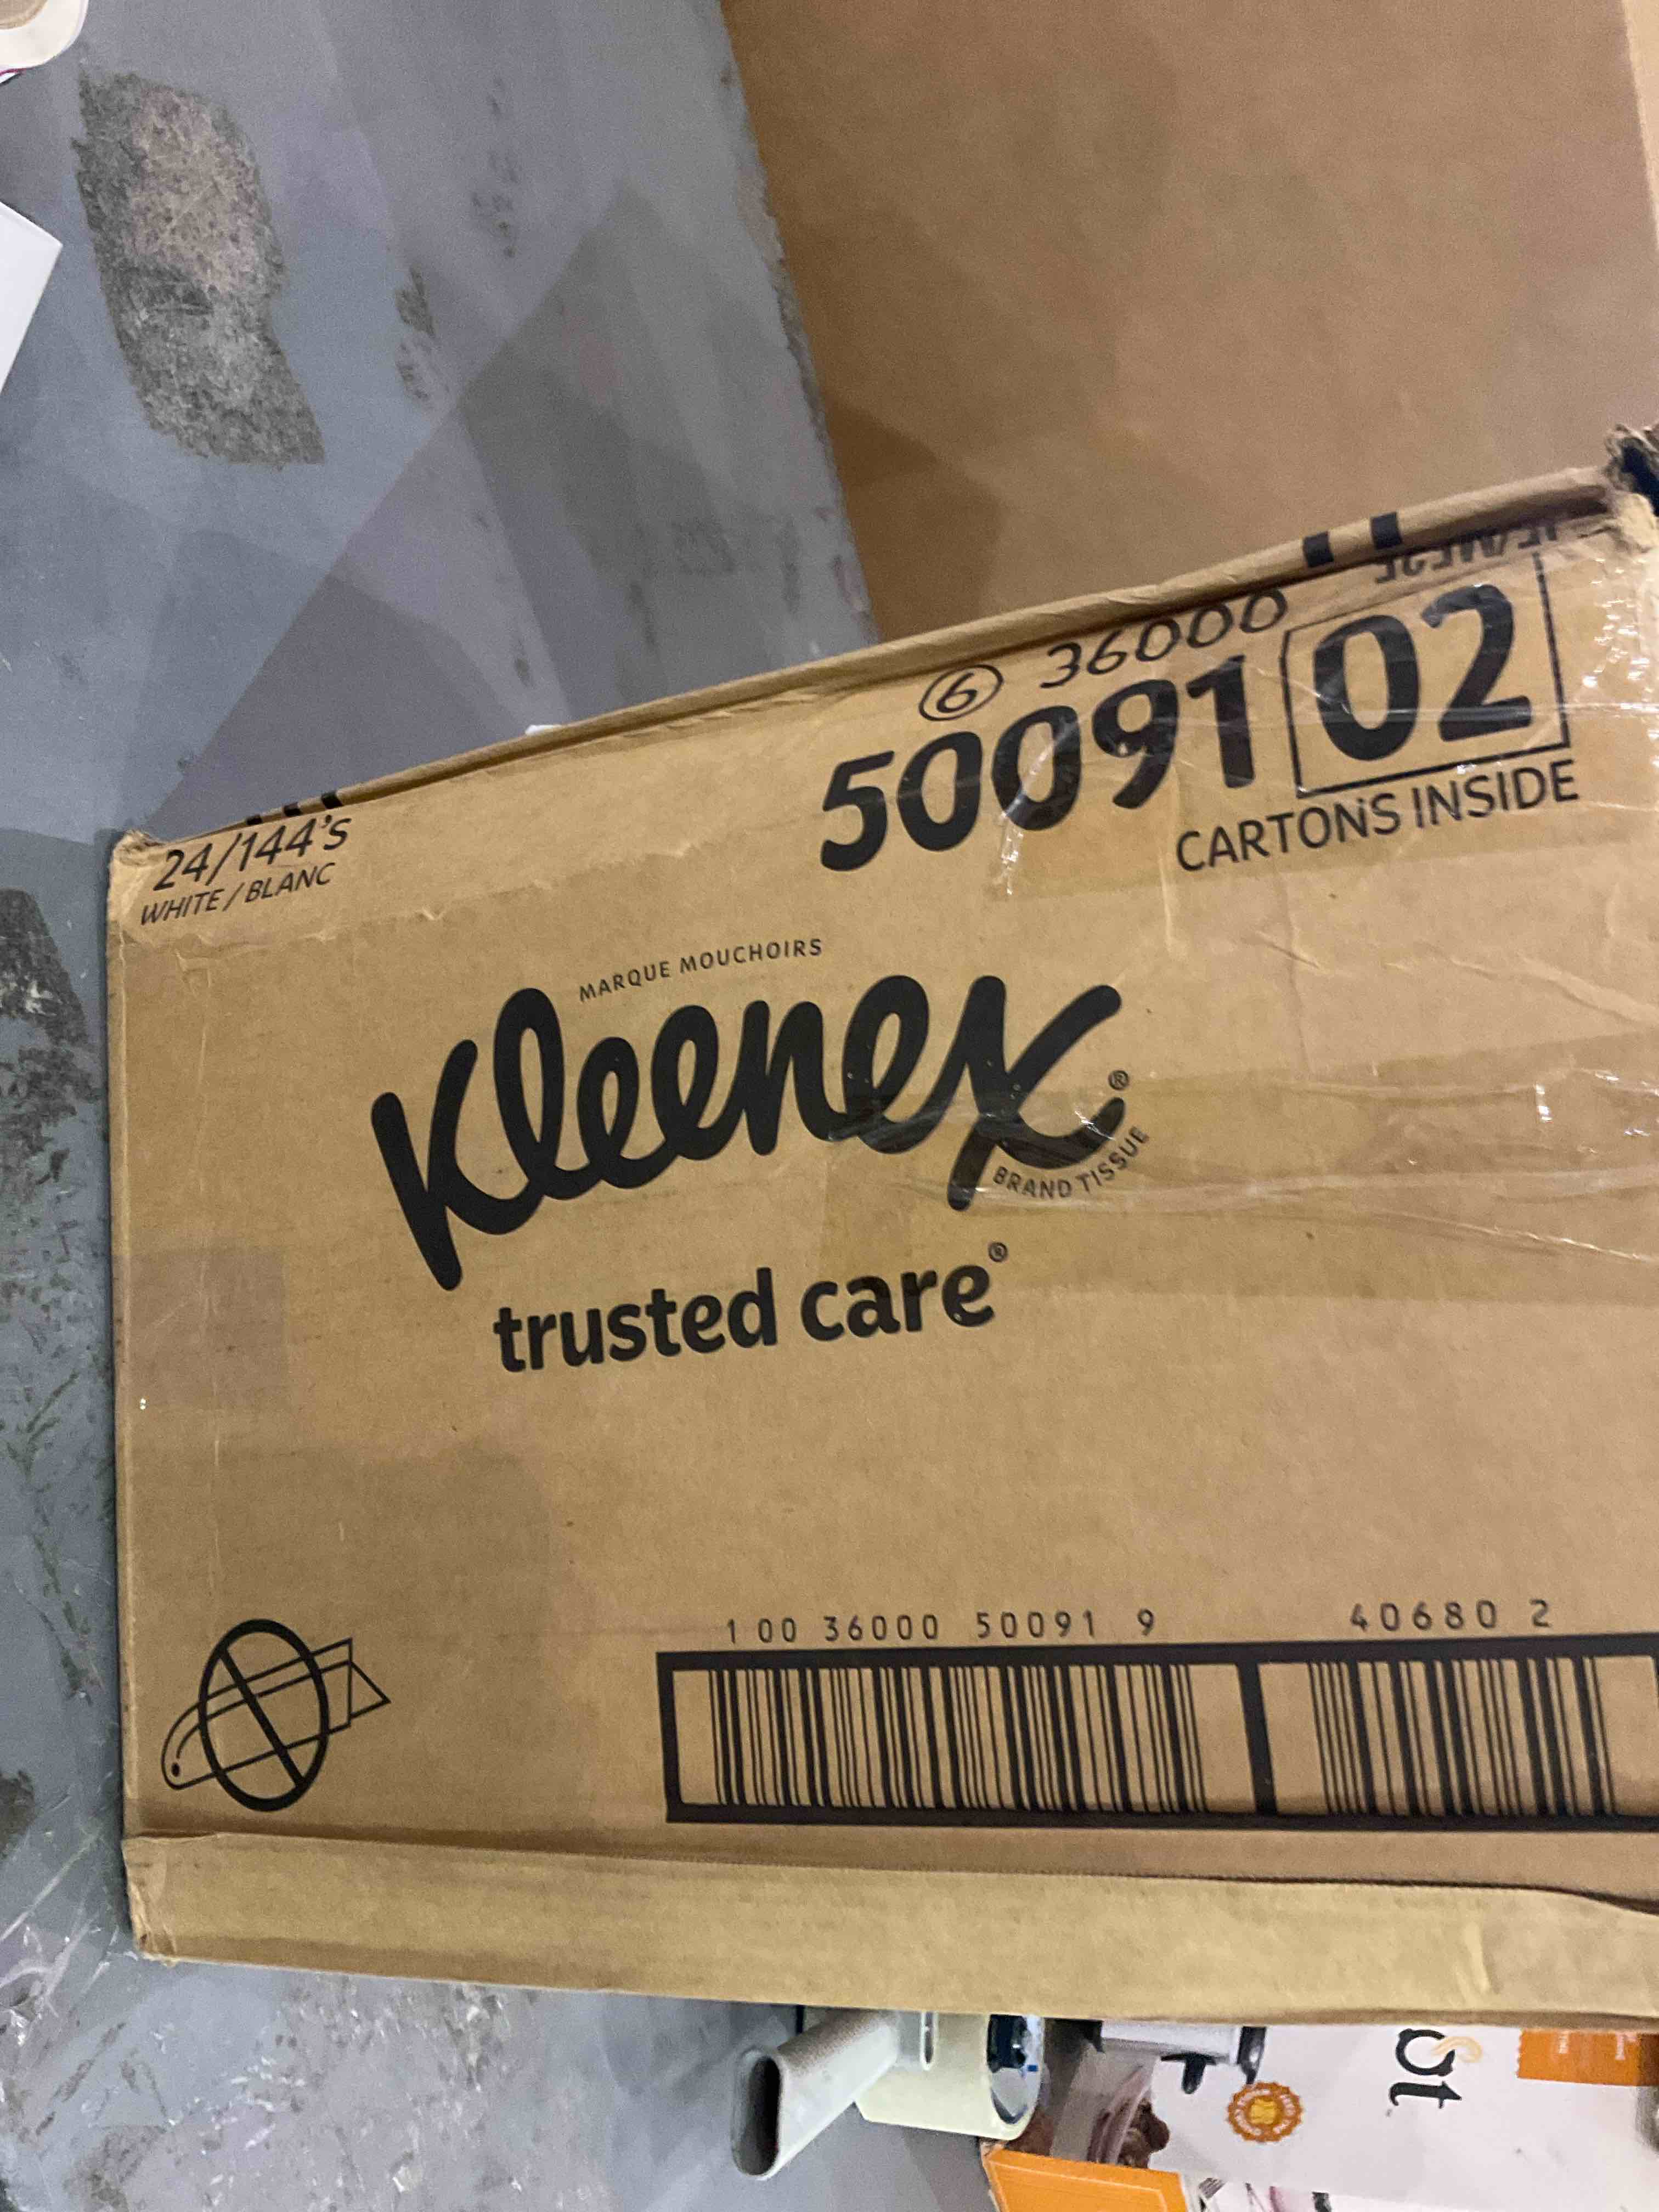 6 36000
50091 02
CARTONS INSIDE
24/144's
WHITE / BLANC
MARQUE MOUCHOIRS
Kleenex®
BRAND TISSUE
trusted care®
1 00 36000 50091 9
40680 2